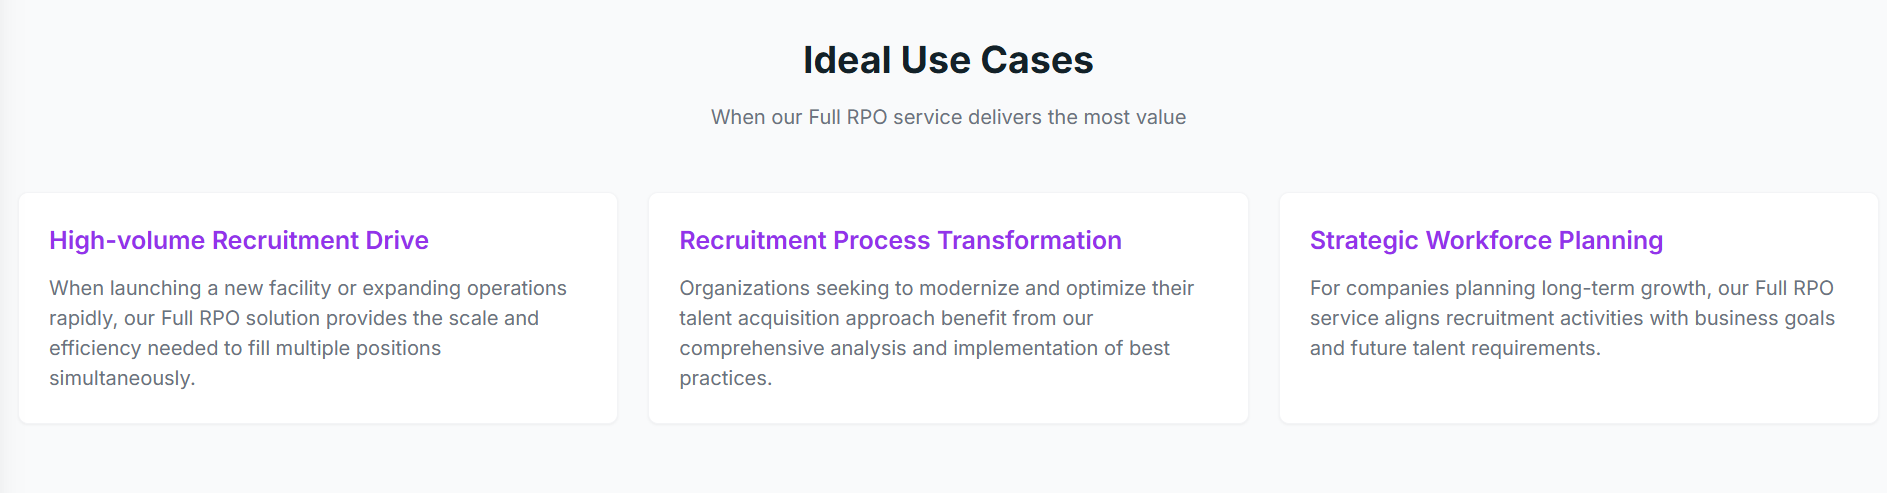 Ideal Use Cases
When our Full RPO service delivers the most value
High-volume Recruitment Drive
When launching a new facility or expanding operations
rapidly, our Full RPO solution provides the scale and
efficiency needed to fill multiple positions
simultaneously.
Recruitment Process Transformation
Organizations seeking to modernize and optimize their
talent acquisition approach benefit from our
comprehensive analysis and implementation of best
practices.
Strategic Workforce Planning
For companies planning long-term growth, our Full RPO
service aligns recruitment activities with business goals
and future talent requirements.